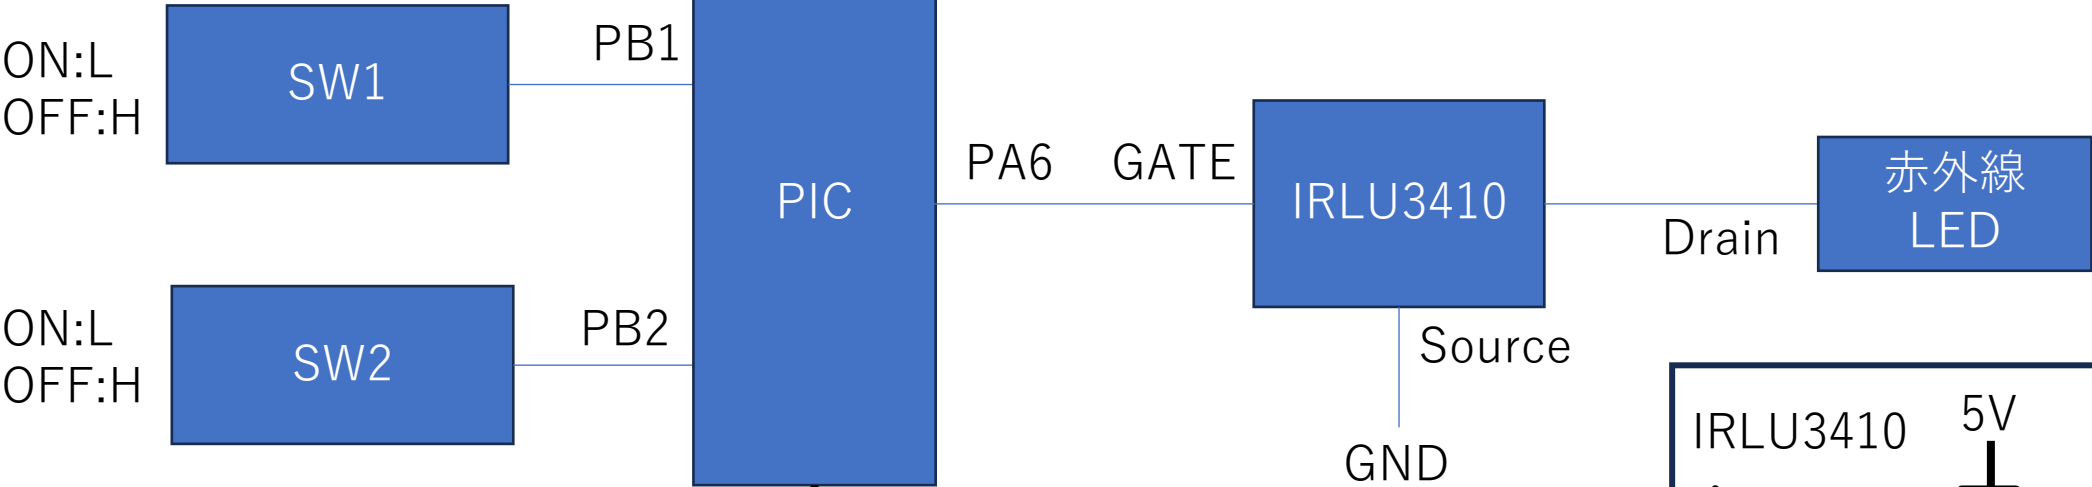 ON:L
OFF:H
SW1
PB1
PIC
PA6
GATE
IRLU3410
赤外線
LED
Drain
ON:L
OFF:H
SW2
PB2
Source
GND
IRLU3410
5V